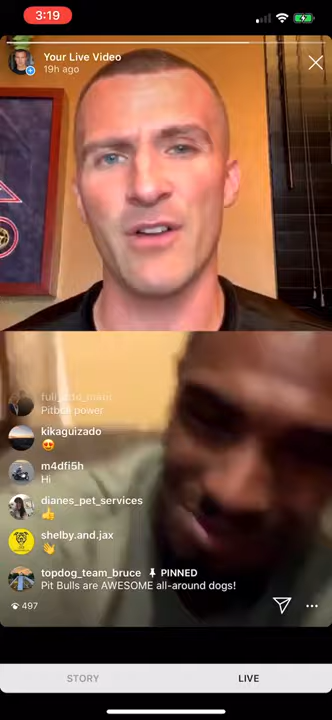 3:19
Your Live Video
19h ago
Pitbull power
kikaguizado
😍
m4dfi5h
Hi
dianes_pet_services
👍
shelby.and.jax
👋
topdog_team_bruce PINNED
Pit Bulls are AWESOME all-around dogs!
497
STORY LIVE